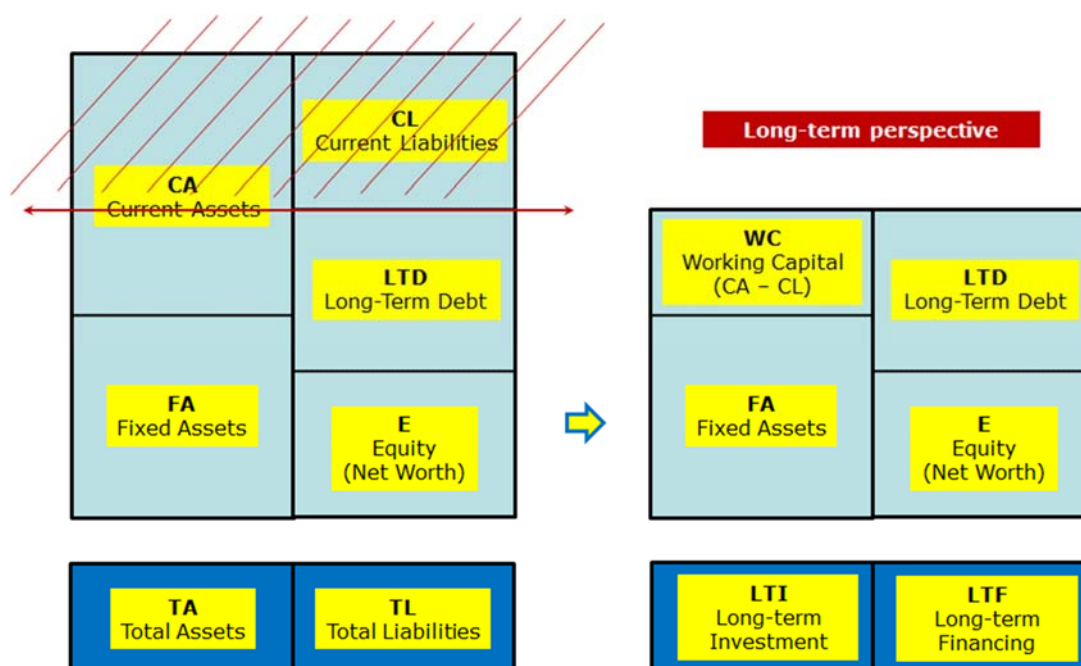 CL
Current Liabilities
CA
Current Assets
LTD
Long-Term Debt
FA
Fixed Assets
E
Equity
(Net Worth)
TA
Total Assets
TL
Total Liabilities
Long-term perspective
WC
Working Capital
(CA – CL)
LTD
Long-Term Debt
FA
Fixed Assets
E
Equity
(Net Worth)
LTI
Long-term
Investment
LTF
Long-term
Financing